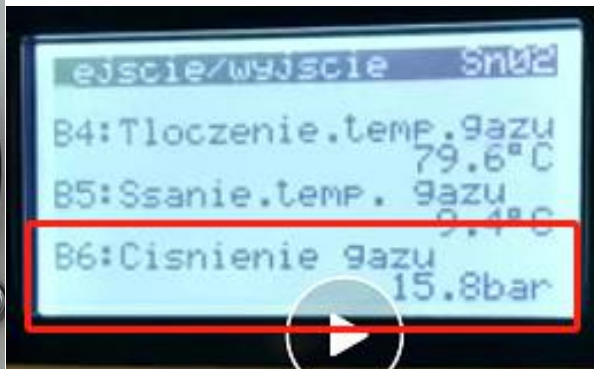 ejscie/wyjscie Sn02
B4:Tloczenie.temp.gazu
79.6°C
B5:Ssanie.temp. gazu
9.4°C
B6:Cisnienie gazu
15.8bar